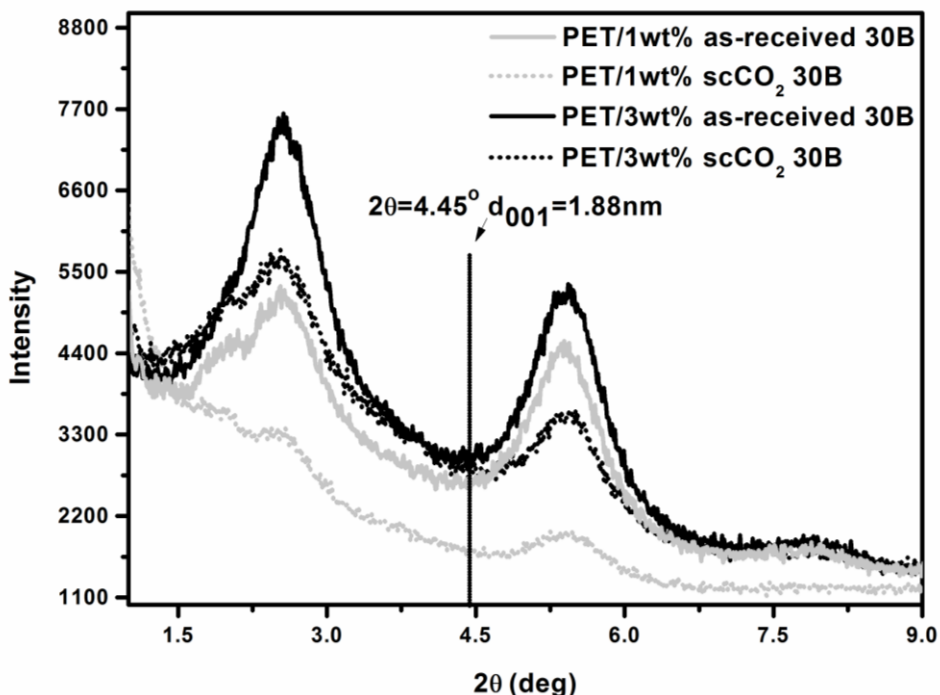 8800
7700
6600
5500
4400
3300
2200
1100
Intensity
PET/1wt% as-received 30B
PET/1wt% scCO₂ 30B
PET/3wt% as-received 30B
PET/3wt% scCO₂ 30B
2θ=4.45° d₀₀₁=1.88nm
1.5 3.0 4.5 6.0 7.5 9.0
2θ (deg)